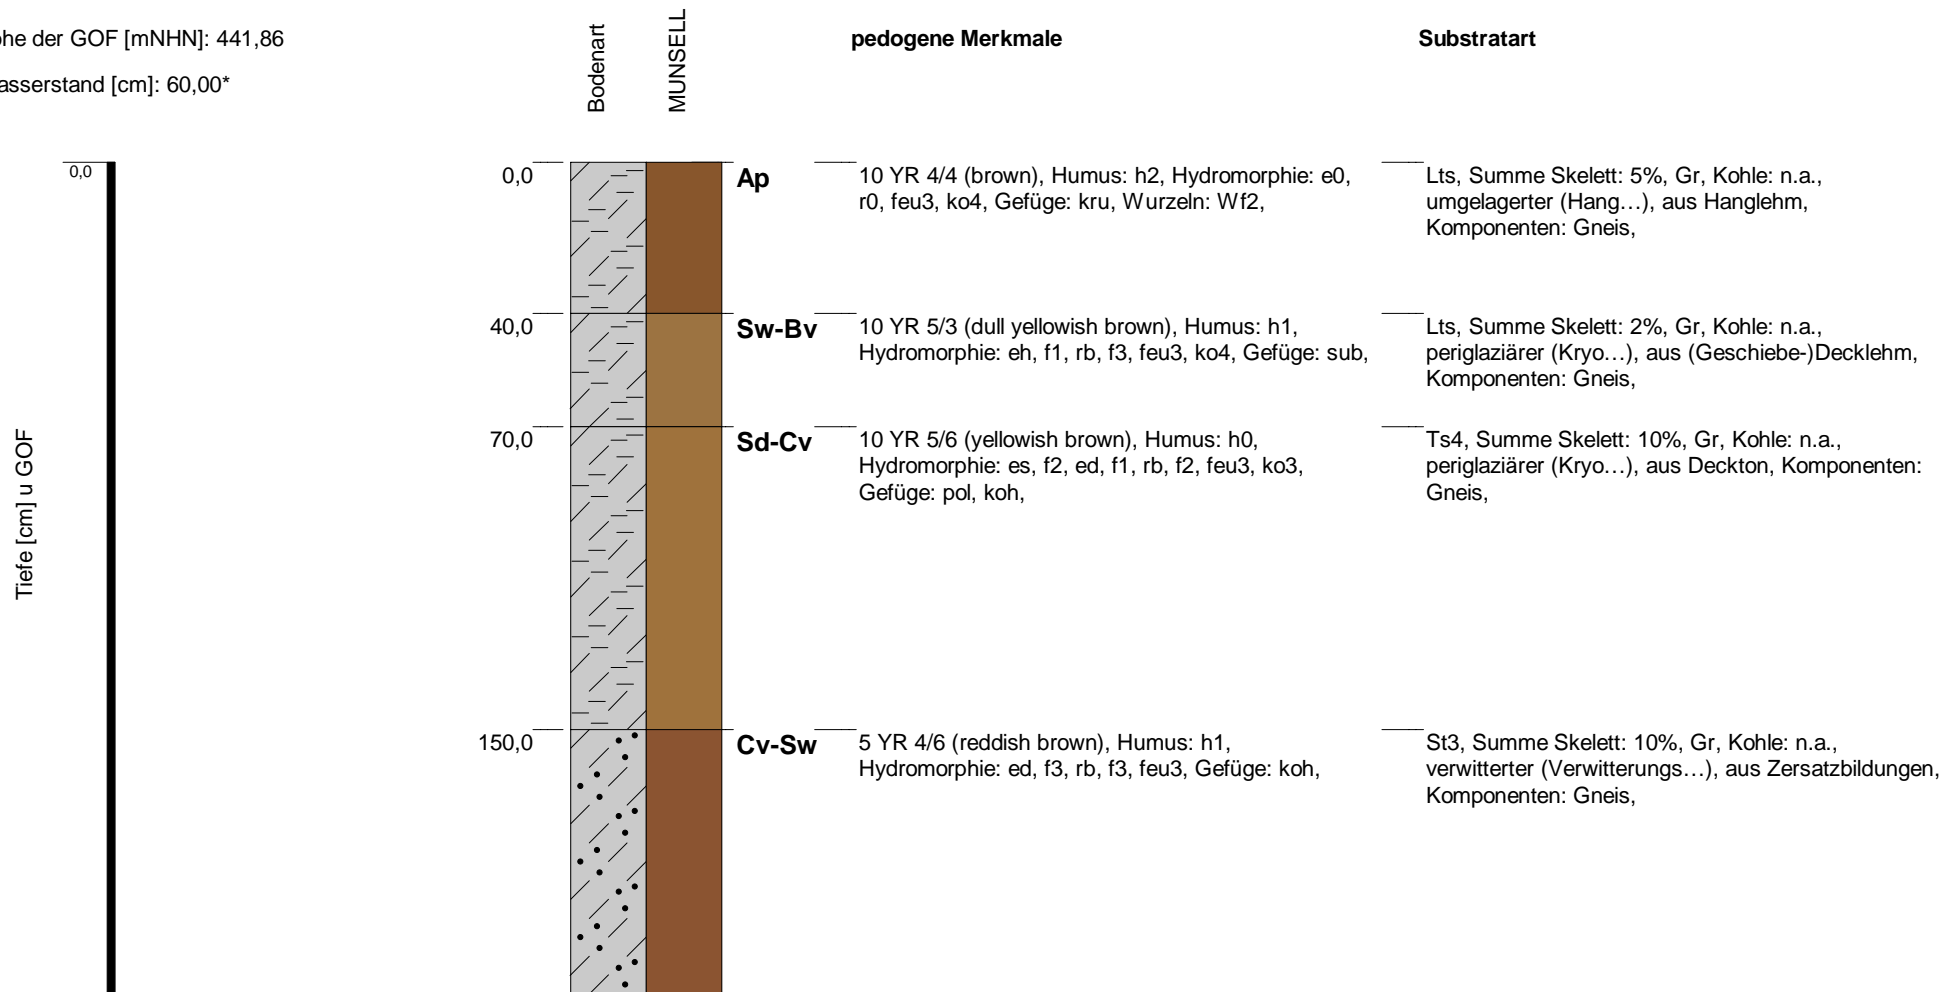 ohe der GOF [mNHN]: 441,86
asserstand [cm]: 60,00*
Bodenart
MUNSELL
pedogene Merkmale
Substratart
Tiefe [cm] u GOF
0,0
0,0
Ap
10 YR 4/4 (brown), Humus: h2, Hydromorphie: e0,
r0, feu3, ko4, Gefüge: kru, Wurzeln: Wf2,
Lts, Summe Skelett: 5%, Gr, Kohle: n.a.,
umgelagerter (Hang…), aus Hanglehm,
Komponenten: Gneis,
40,0
Sw-Bv
10 YR 5/3 (dull yellowish brown), Humus: h1,
Hydromorphie: eh, f1, rb, f3, feu3, ko4, Gefüge: sub,
Lts, Summe Skelett: 2%, Gr, Kohle: n.a.,
periglaziärer (Kryo…), aus (Geschiebe-)Decklehm,
Komponenten: Gneis,
70,0
Sd-Cv
10 YR 5/6 (yellowish brown), Humus: h0,
Hydromorphie: es, f2, ed, f1, rb, f2, feu3, ko3,
Gefüge: pol, koh,
Ts4, Summe Skelett: 10%, Gr, Kohle: n.a.,
periglaziärer (Kryo…), aus Deckton, Komponenten:
Gneis,
150,0
Cv-Sw
5 YR 4/6 (reddish brown), Humus: h1,
Hydromorphie: ed, f3, rb, f3, feu3, Gefüge: koh,
St3, Summe Skelett: 10%, Gr, Kohle: n.a.,
verwitterter (Verwitterungs…), aus Zersatzbildungen,
Komponenten: Gneis,